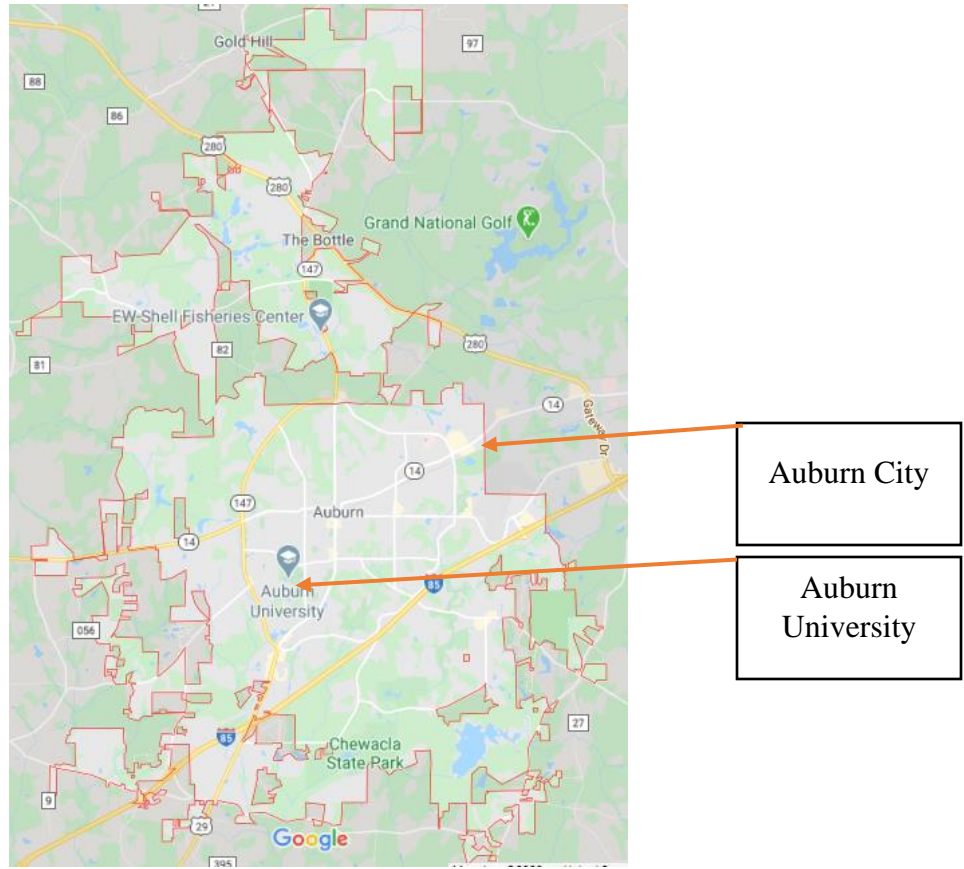 Gold Hill
97
88
86
280
280
Grand National Golf
The Bottle
147
EW Shell Fisheries Center
82
280
81
14
Gateway Dr
Auburn City
14
147
Auburn
14
85
Auburn
University
Auburn
University
056
27
85
Chewacla
State Park
9
29
Google
395